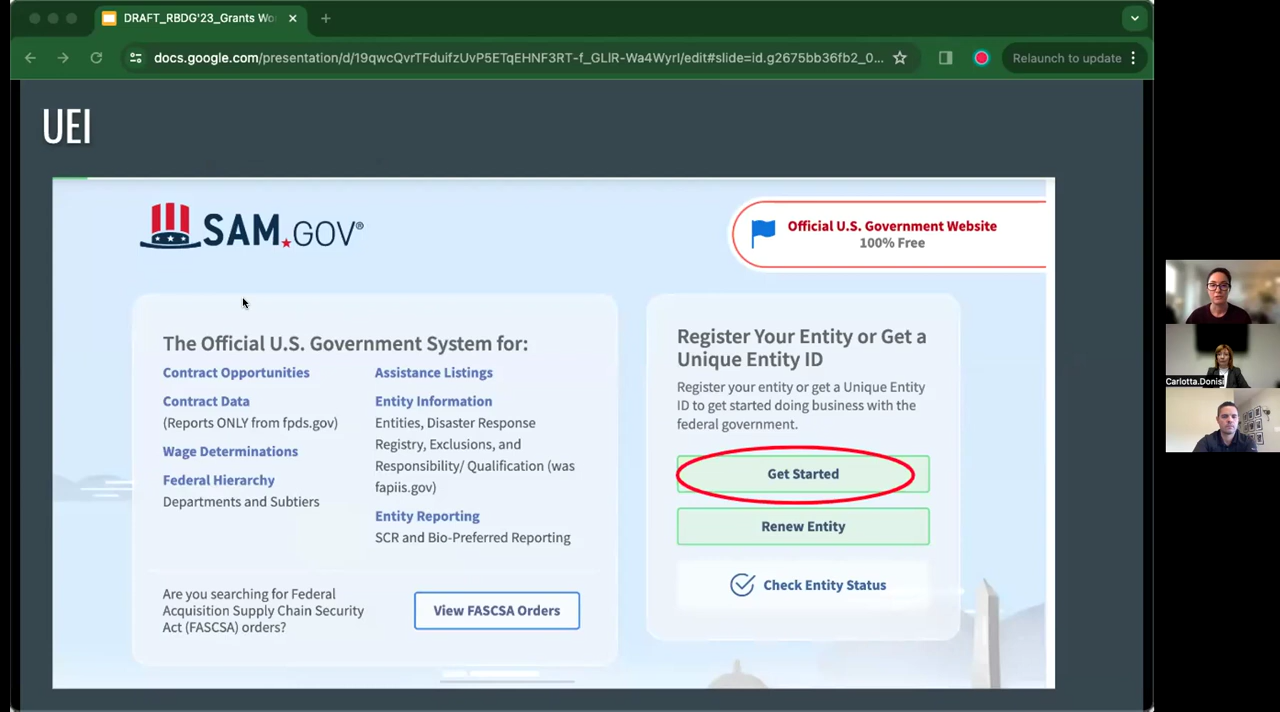 DRAFT_RBDG'23_Grants Wo
docs.google.com/presentation/d/19qwcQvrTFduifzUvP5ETqEHNF3RT-f_GLlR-Wa4WyrI/edit#slide=id.g2675bb36fb2_0...
Relaunch to update
UEI
SAM.GOV®
Official U.S. Government Website
100% Free
The Official U.S. Government System for:
Contract Opportunities
Contract Data
(Reports ONLY from fpds.gov)
Wage Determinations
Federal Hierarchy
Departments and Subtiers
Assistance Listings
Entity Information
Entities, Disaster Response
Registry, Exclusions, and
Responsibility/ Qualification (was
fapiis.gov)
Entity Reporting
SCR and Bio-Preferred Reporting
Are you searching for Federal
Acquisition Supply Chain Security
Act (FASCSA) orders?
View FASCSA Orders
Register Your Entity or Get a
Unique Entity ID
Register your entity or get a Unique Entity
ID to get started doing business with the
federal government.
Get Started
Renew Entity
Check Entity Status
Carlotta.Donisi